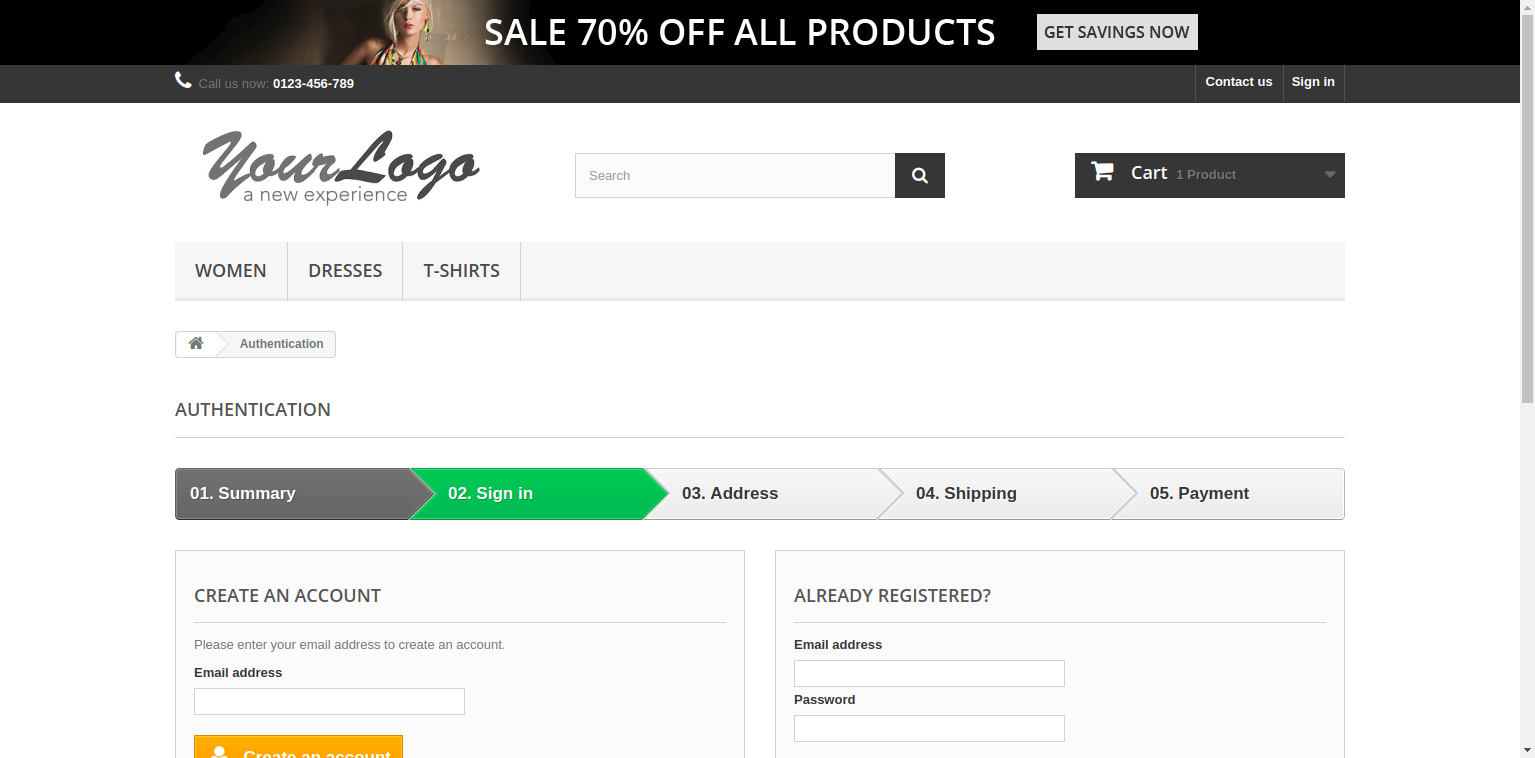 SALE 70% OFF ALL PRODUCTS GET SAVINGS NOW
Call us now: 0123-456-789 Contact us Sign in
YourLogo
a new experience
Search
Cart 1 Product
WOMEN DRESSES T-SHIRTS
Authentication
AUTHENTICATION
01. Summary 02. Sign in 03. Address 04. Shipping 05. Payment
CREATE AN ACCOUNT
Please enter your email address to create an account.
Email address
Create an account
ALREADY REGISTERED?
Email address
Password